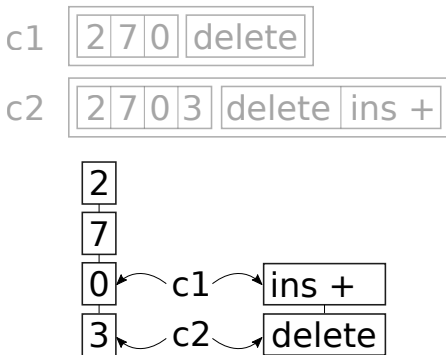 c1 2 7 0 delete
c2 2 7 0 3 delete ins +
2
7
0 c1 ins +
3 c2 delete